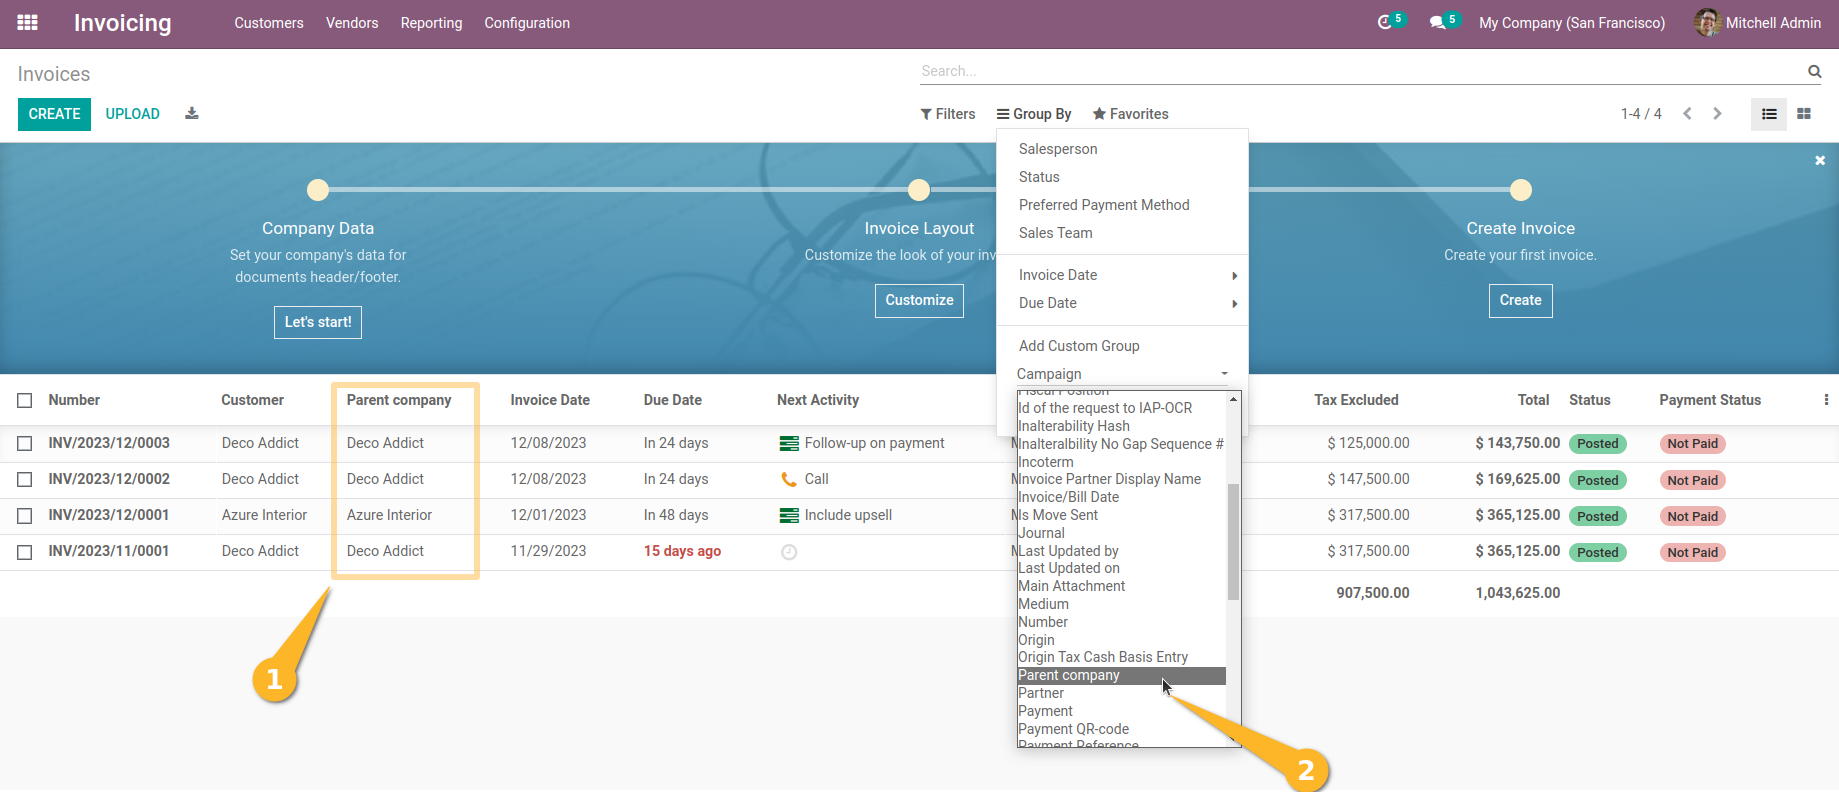 Invoicing Customers Vendors Reporting Configuration 5 5 My Company (San Francisco) Mitchell Admin
Invoices Search...
CREATE UPLOAD Filters Group By Favorites 1-4 / 4
Salesperson
Status
Preferred Payment Method
Sales Team
Invoice Date
Due Date
Add Custom Group
Campaign
Company Data
Set your company's data for
documents header/footer.
Let's start!
Invoice Layout
Customize the look of your inv
Customize
Create Invoice
Create your first invoice.
Create
Number Customer Parent company Invoice Date Due Date Next Activity Tax Excluded Total Status Payment Status
INV/2023/12/0003 Deco Addict Deco Addict 12/08/2023 In 24 days Follow-up on payment $ 125,000.00 $ 143,750.00 Posted Not Paid
INV/2023/12/0002 Deco Addict Deco Addict 12/08/2023 In 24 days Call $ 147,500.00 $ 169,625.00 Posted Not Paid
INV/2023/12/0001 Azure Interior Azure Interior 12/01/2023 In 48 days Include upsell $ 317,500.00 $ 365,125.00 Posted Not Paid
INV/2023/11/0001 Deco Addict Deco Addict 11/29/2023 15 days ago $ 317,500.00 $ 365,125.00 Posted Not Paid
907,500.00 1,043,625.00
Fiscal Position
Id of the request to IAP-OCR
Inalterability Hash
Inalteralbility No Gap Sequence #
Incoterm
Invoice Partner Display Name
Invoice/Bill Date
Is Move Sent
Journal
Last Updated by
Last Updated on
Main Attachment
Medium
Number
Origin
Origin Tax Cash Basis Entry
Parent company
Partner
Payment
Payment QR-code
Payment Reference
1
2